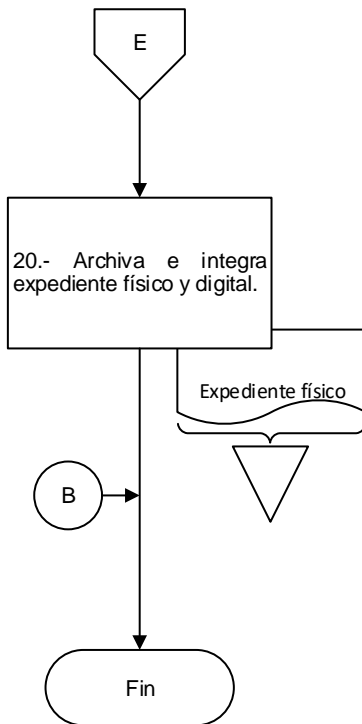 E
20.- Archiva e integra
expediente físico y digital.
Expediente físico
B
Fin